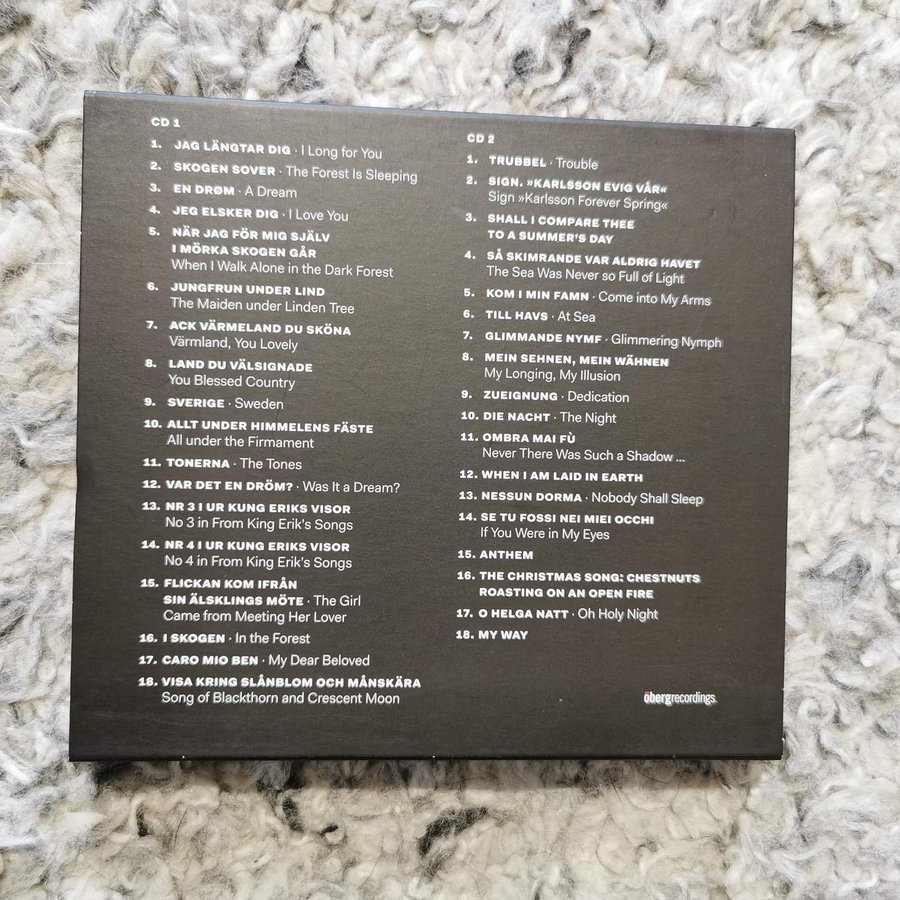 CD 1
1. JAG LÄNGTAR DIG · I Long for You
2. SKOGEN SOVER · The Forest Is Sleeping
3. EN DRØM · A Dream
4. JEG ELSKER DIG · I Love You
5. NÄR JAG FÖR MIG SJÄLV
I MÖRKA SKOGEN GÅR
When I Walk Alone in the Dark Forest
6. JUNGFRUN UNDER LIND
The Maiden under Linden Tree
7. ACK VÄRMELAND DU SKÖNA
Värmland, You Lovely
8. LAND DU VÄLSIGNADE
You Blessed Country
9. SVERIGE · Sweden
10. ALLT UNDER HIMMELENS FÄSTE
All under the Firmament
11. TONERNA · The Tones
12. VAR DET EN DRÖM? · Was It a Dream?
13. NR 3 I UR KUNG ERIKS VISOR
No 3 in From King Erik's Songs
14. NR 4 I UR KUNG ERIKS VISOR
No 4 in From King Erik's Songs
15. FLICKAN KOM IFRÅN
SIN ÄLSKLINGS MÖTE · The Girl
Came from Meeting Her Lover
16. I SKOGEN · In the Forest
17. CARO MIO BEN · My Dear Beloved
18. VISA KRING SLÅNBLOM OCH MÅNSKÄRA
Song of Blackthorn and Crescent Moon
CD 2
1. TRUBBEL · Trouble
2. SIGN. »KARLSSON EVIG VÅR«
Sign »Karlsson Forever Spring«
3. SHALL I COMPARE THEE
TO A SUMMER'S DAY
4. SÅ SKIMRANDE VAR ALDRIG HAVET
The Sea Was Never so Full of Light
5. KOM I MIN FAMN · Come into My Arms
6. TILL HAVS · At Sea
7. GLIMMANDE NYMF · Glimmering Nymph
8. MEIN SEHNEN, MEIN WÄHNEN
My Longing, My Illusion
9. ZUEIGNUNG · Dedication
10. DIE NACHT · The Night
11. OMBRA MAI FÙ
Never There Was Such a Shadow ...
12. WHEN I AM LAID IN EARTH
13. NESSUN DORMA · Nobody Shall Sleep
14. SE TU FOSSI NEI MIEI OCCHI
If You Were in My Eyes
15. ANTHEM
16. THE CHRISTMAS SONG: CHESTNUTS
ROASTING ON AN OPEN FIRE
17. O HELGA NATT · Oh Holy Night
18. MY WAY
öbergrecordings